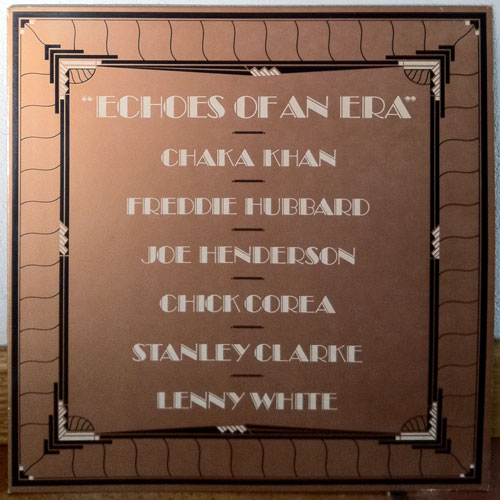 "ECHOES OF AN ERA"
CHAKA KHAN
FREDDIE HUBBARD
JOE HENDERSON
CHICK COREA
STANLEY CLARKE
LENNY WHITE